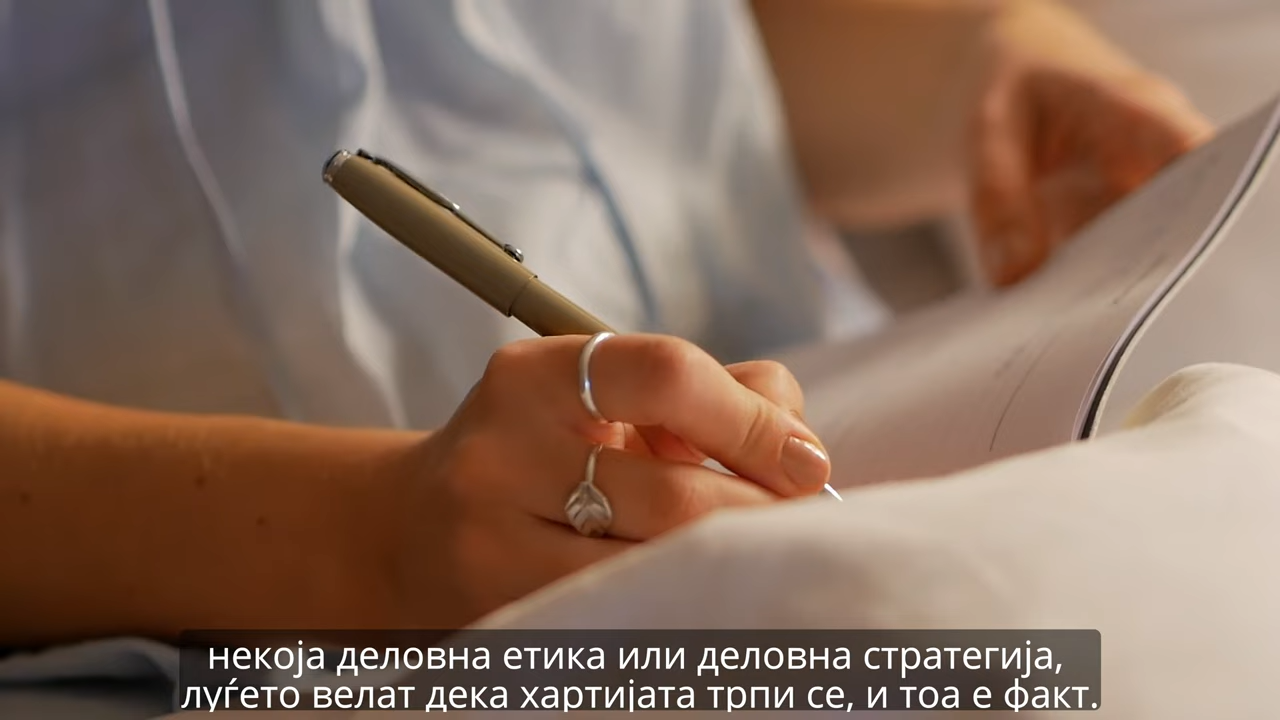 некоја деловна етика или деловна стратегија,
луѓето велат дека хартијата трпи се, и тоа е факт.